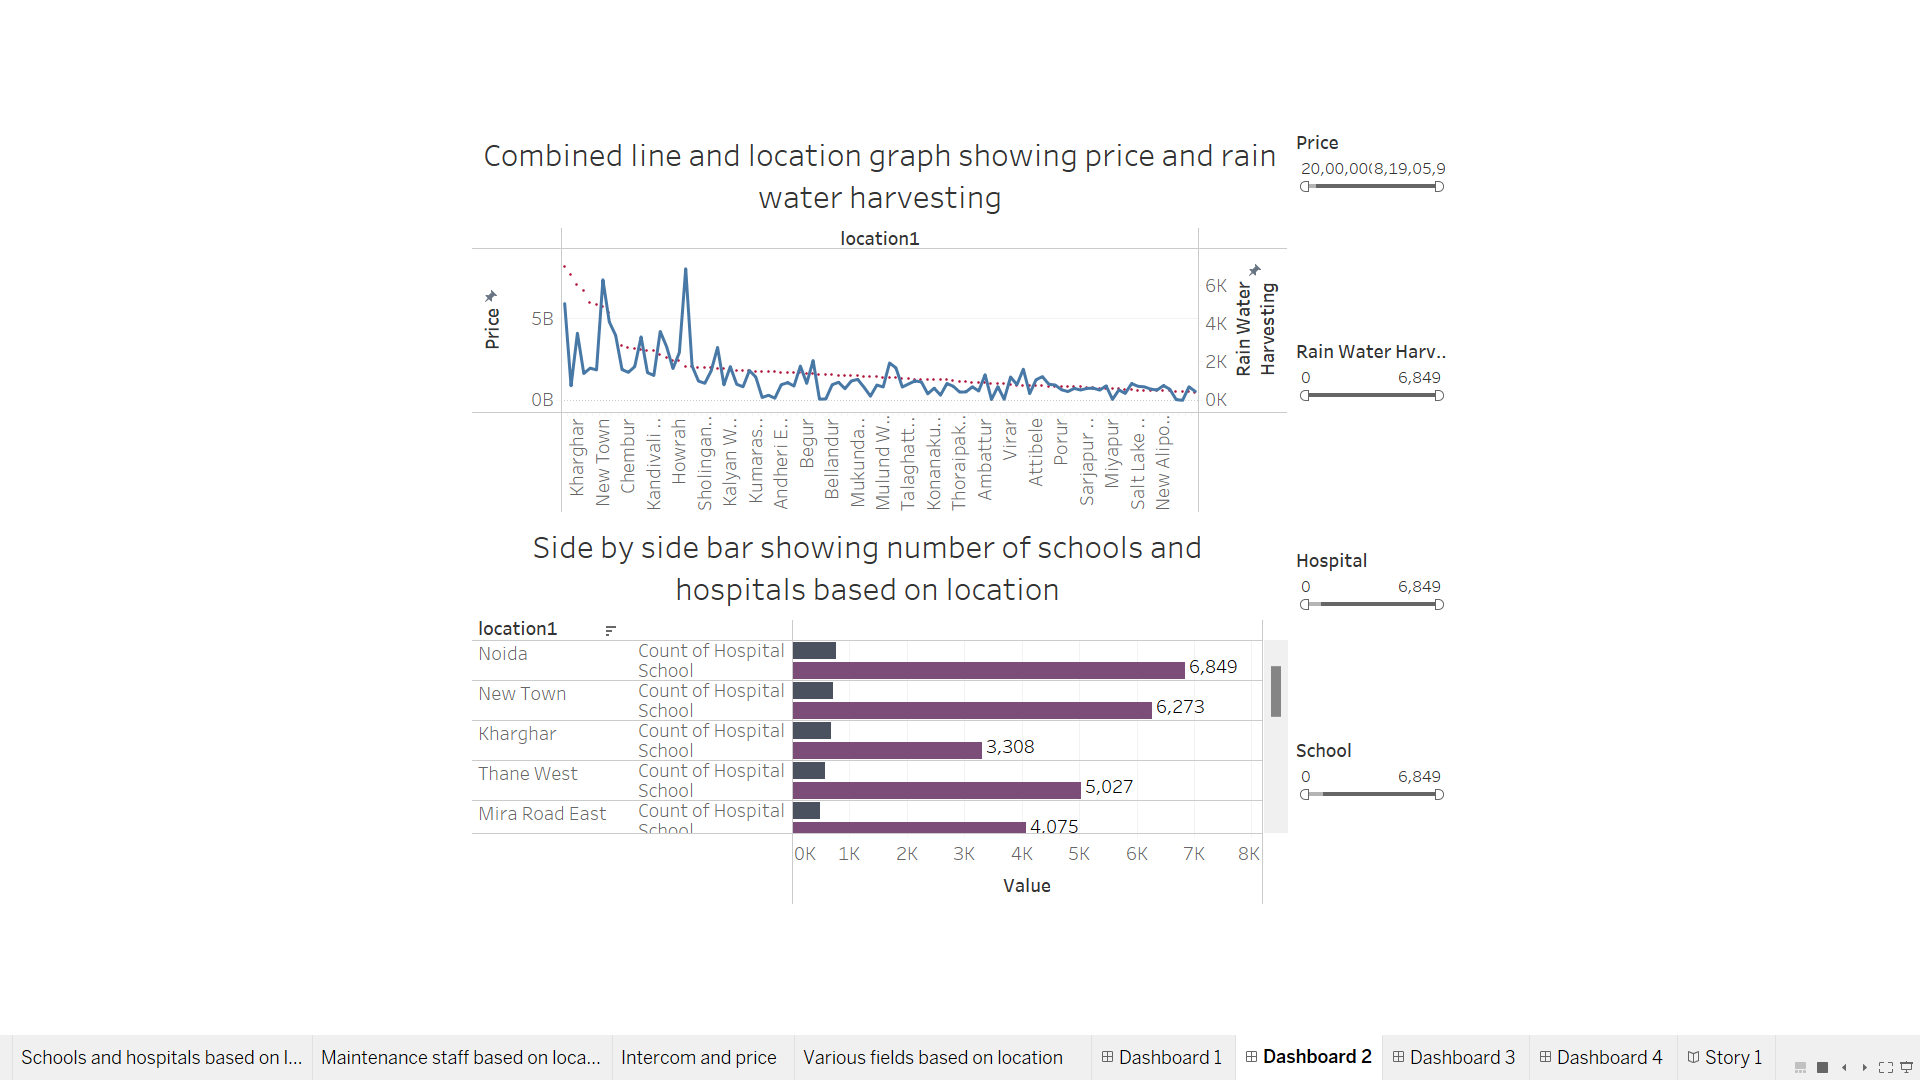 Combined line and location graph showing price and rain
water harvesting
location1
Price
5B
0B
6K
4K
2K
0K
Rain Water
Harvesting
Kharghar
New Town
Chembur
Kandivali ..
Howrah
Sholingan..
Kalyan W..
Kumaras..
Andheri E..
Begur
Bellandur
Mukunda..
Mulund W..
Talaghatt..
Konanaku..
Thoraipak..
Ambattur
Virar
Attibele
Porur
Sarjapur ..
Miyapur
Salt Lake ..
New Alipo..
Side by side bar showing number of schools and
hospitals based on location
location1
Noida
Count of Hospital
School
6,849
New Town
Count of Hospital
School
6,273
Kharghar
Count of Hospital
School
3,308
Thane West
Count of Hospital
School
5,027
Mira Road East
Count of Hospital
School
4,075
0K 1K 2K 3K 4K 5K 6K 7K 8K
Value
Price
8,19,05,9
Rain Water Harv..
0 6,849
Hospital
0 6,849
School
0 6,849
Schools and hospitals based on l... Maintenance staff based on loca... Intercom and price Various fields based on location Dashboard 1 Dashboard 2 Dashboard 3 Dashboard 4 Story 1